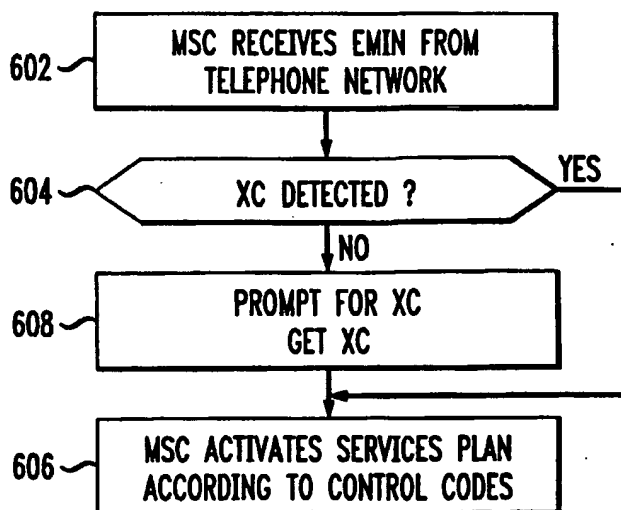 602
MSC RECEIVES EMIN FROM
TELEPHONE NETWORK
604
XC DETECTED ?
YES
NO
608
PROMPT FOR XC
GET XC
606
MSC ACTIVATES SERVICES PLAN
ACCORDING TO CONTROL CODES